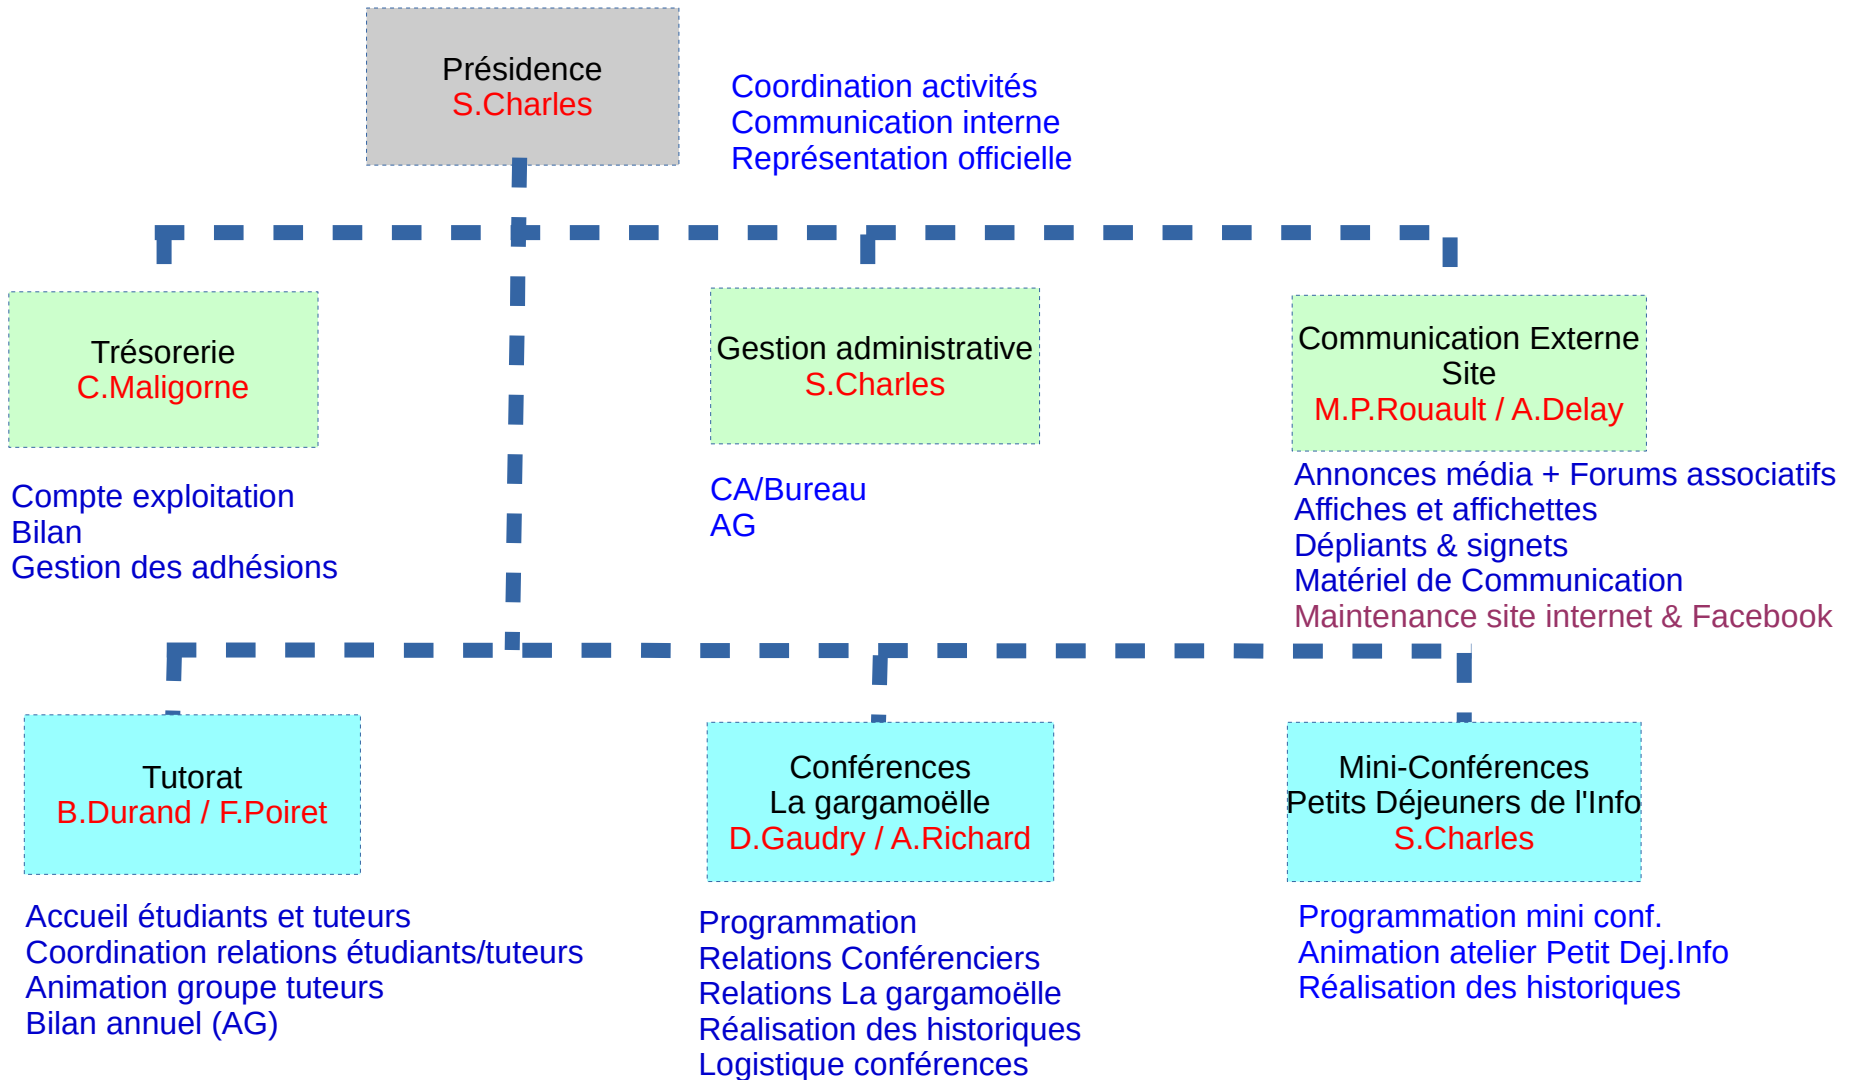 Présidence
S.Charles
Coordination activités
Communication interne
Représentation officielle
Trésorerie
C.Maligorne
Compte exploitation
Bilan
Gestion des adhésions
Gestion administrative
S.Charles
CA/Bureau
AG
Communication Externe
Site
M.P.Rouault / A.Delay
Annonces média + Forums associatifs
Affiches et affichettes
Dépliants & signets
Matériel de Communication
Maintenance site internet & Facebook
Tutorat
B.Durand / F.Poiret
Accueil étudiants et tuteurs
Coordination relations étudiants/tuteurs
Animation groupe tuteurs
Bilan annuel (AG)
Conférences
La gargamoëlle
D.Gaudry / A.Richard
Programmation
Relations Conférenciers
Relations La gargamoëlle
Réalisation des historiques
Logistique conférences
Mini-Conférences
Petits Déjeuners de l'Info
S.Charles
Programmation mini conf.
Animation atelier Petit Dej.Info
Réalisation des historiques